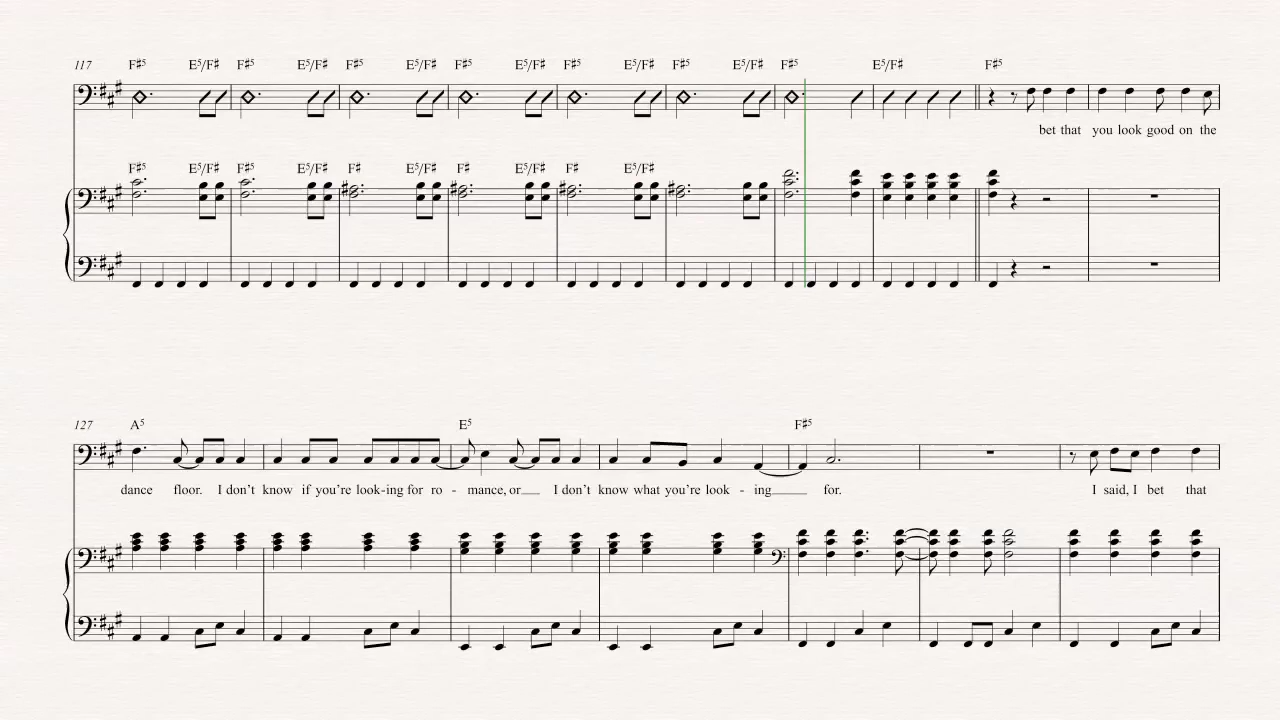 F♯5 E5/F♯ F♯5 E5/F♯ F♯5 E5/F♯ F♯5 E5/F♯ F♯5 E5/F♯ F♯5 E5/F♯ F♯5 E5/F♯ F♯5
117
bet that you look good on the
F♯5 E5/F♯ F♯5 E5/F♯ F♯ E5/F♯ F♯ E5/F♯ F♯ E5/F♯
A5 E5 F♯5
127
dance floor. I don't know if you're look-ing for ro - mance, or I don't know what you're look - ing for. I said, I bet that